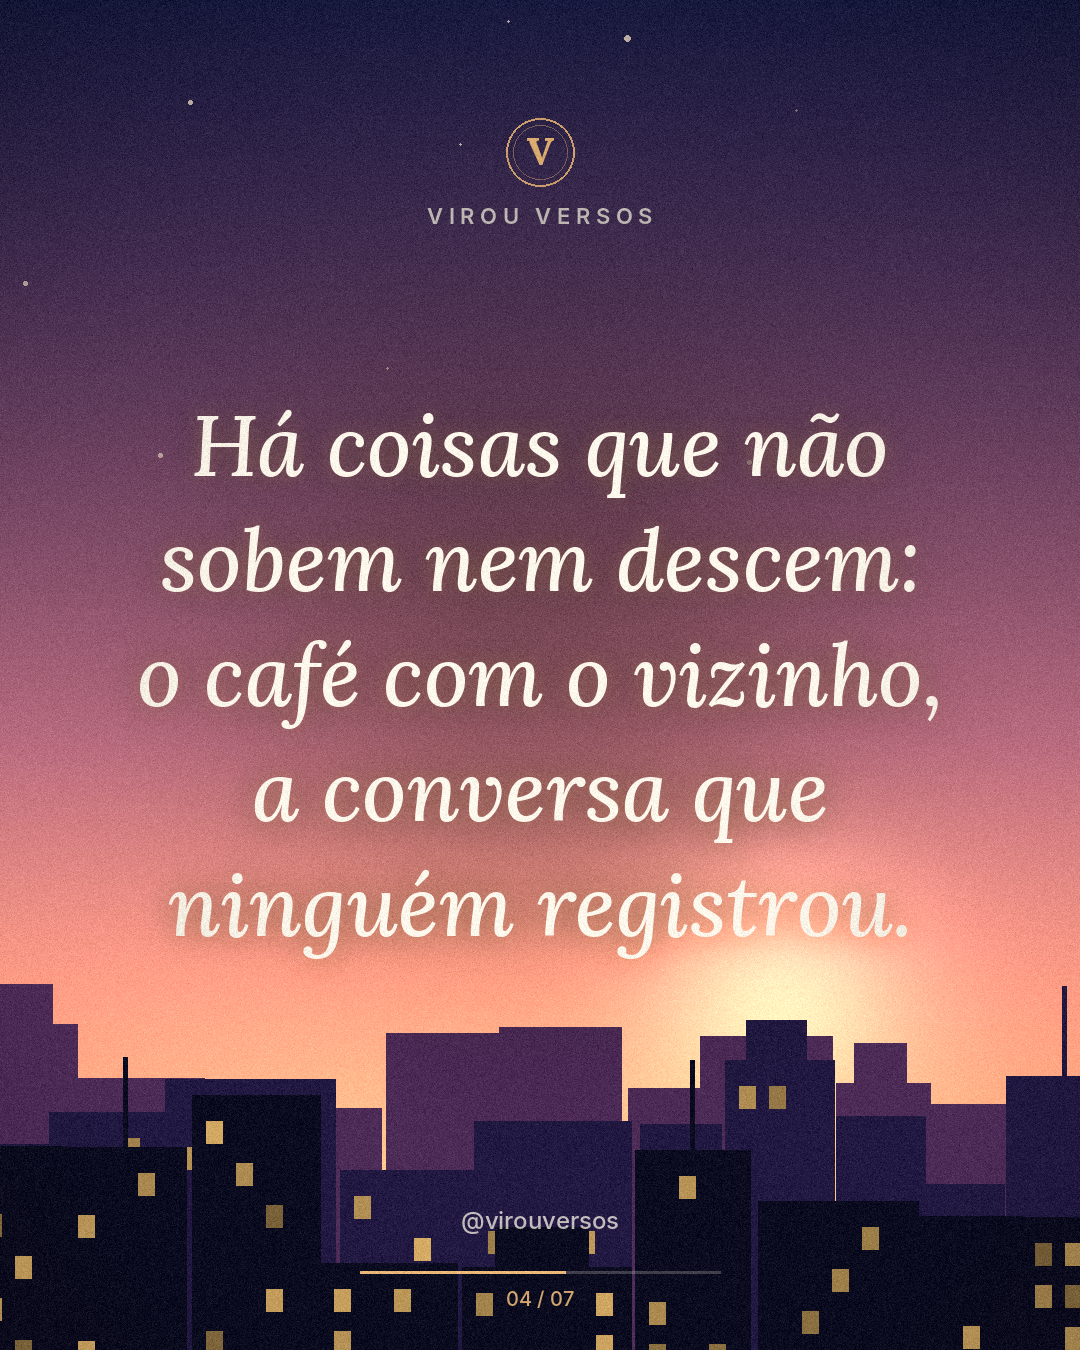 V
VIROU VERSOS
Há coisas que não
sobem nem descem:
o café com o vizinho,
a conversa que
ninguém registrou.
@virouversos
04 / 07